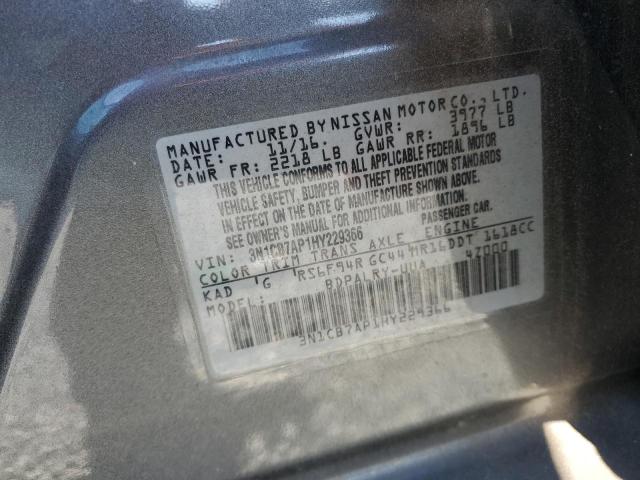 MANUFACTURED BY NISSAN MOTOR CO., LTD.
DATE: 11/16. GVWR: 3977 LB
GAWR FR: 2218 LB GAWR RR: 1896 LB
THIS VEHICLE CONFORMS TO ALL APPLICABLE FEDERAL MOTOR
VEHICLE SAFETY, BUMPER AND THEFT PREVENTION STANDARDS
IN EFFECT ON THE DATE OF MANUFACTURE SHOWN ABOVE.
SEE OWNER'S MANUAL FOR ADDITIONAL INFORMATION.
VIN: 3N1CB7AP1HY229366 PASSENGER CAR.
COLOR TRIM TRANS AXLE ENGINE
KAD G RS6F94R GC44 MR16DDT 1618CC
MODEL BDPALRY-UUA 4Z000
3N1CB7AP1HY229366